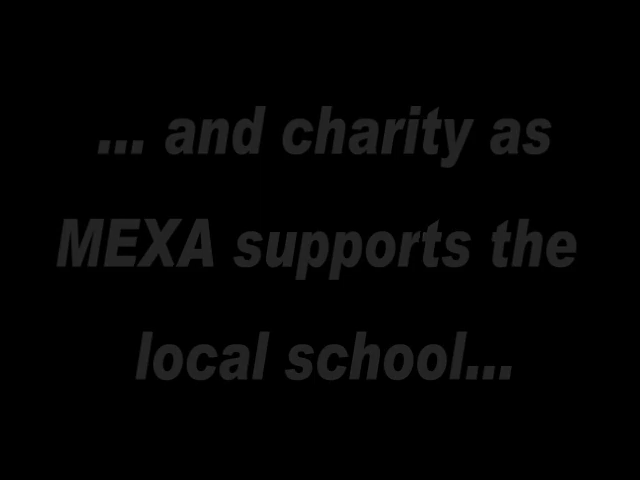 ... and charity as
MEXA supports the
local school...